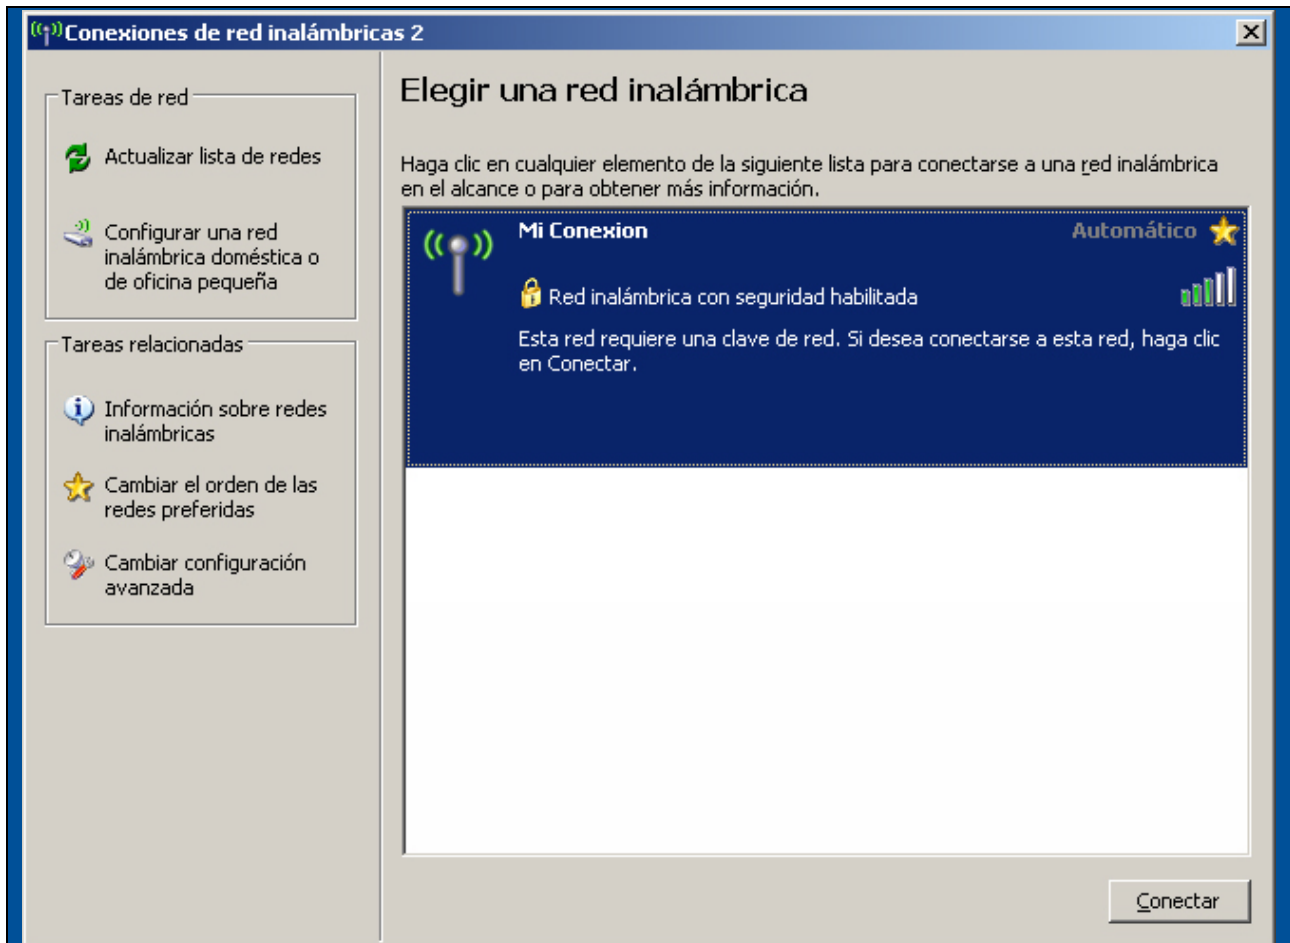 Conexiones de red inalámbricas 2
Tareas de red
Actualizar lista de redes
Configurar una red
inalámbrica doméstica o
de oficina pequeña
Tareas relacionadas
Información sobre redes
inalámbricas
Cambiar el orden de las
redes preferidas
Cambiar configuración
avanzada
Elegir una red inalámbrica
Haga clic en cualquier elemento de la siguiente lista para conectarse a una red inalámbrica
en el alcance o para obtener más información.
Mi Conexion
Automático
Red inalámbrica con seguridad habilitada
Esta red requiere una clave de red. Si desea conectarse a esta red, haga clic
en Conectar.
Conectar